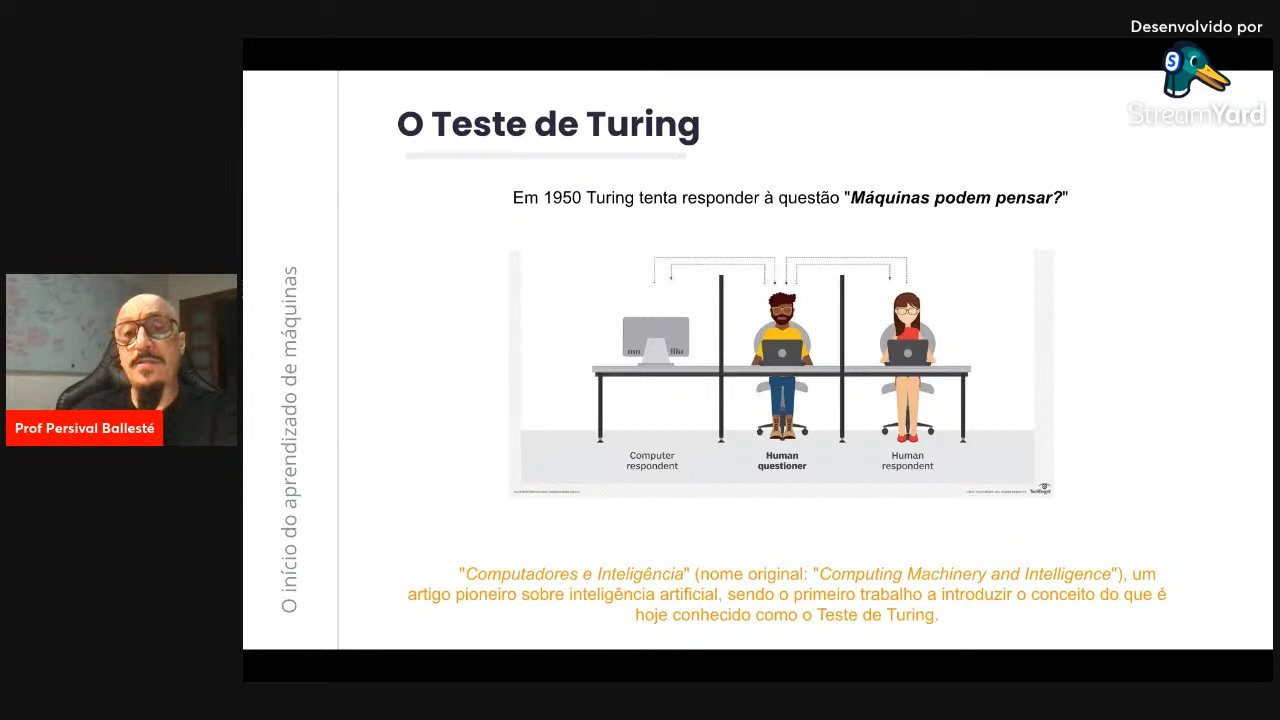 Desenvolvido por
StreamYard
O Teste de Turing
Em 1950 Turing tenta responder à questão "Máquinas podem pensar?"
O início do aprendizado de máquinas
Computer
respondent
Human
questioner
Human
respondent
TechTarget
Prof Persival Ballesté
"Computadores e Inteligência" (nome original: "Computing Machinery and Intelligence"), um
artigo pioneiro sobre inteligência artificial, sendo o primeiro trabalho a introduzir o conceito do que é
hoje conhecido como o Teste de Turing.